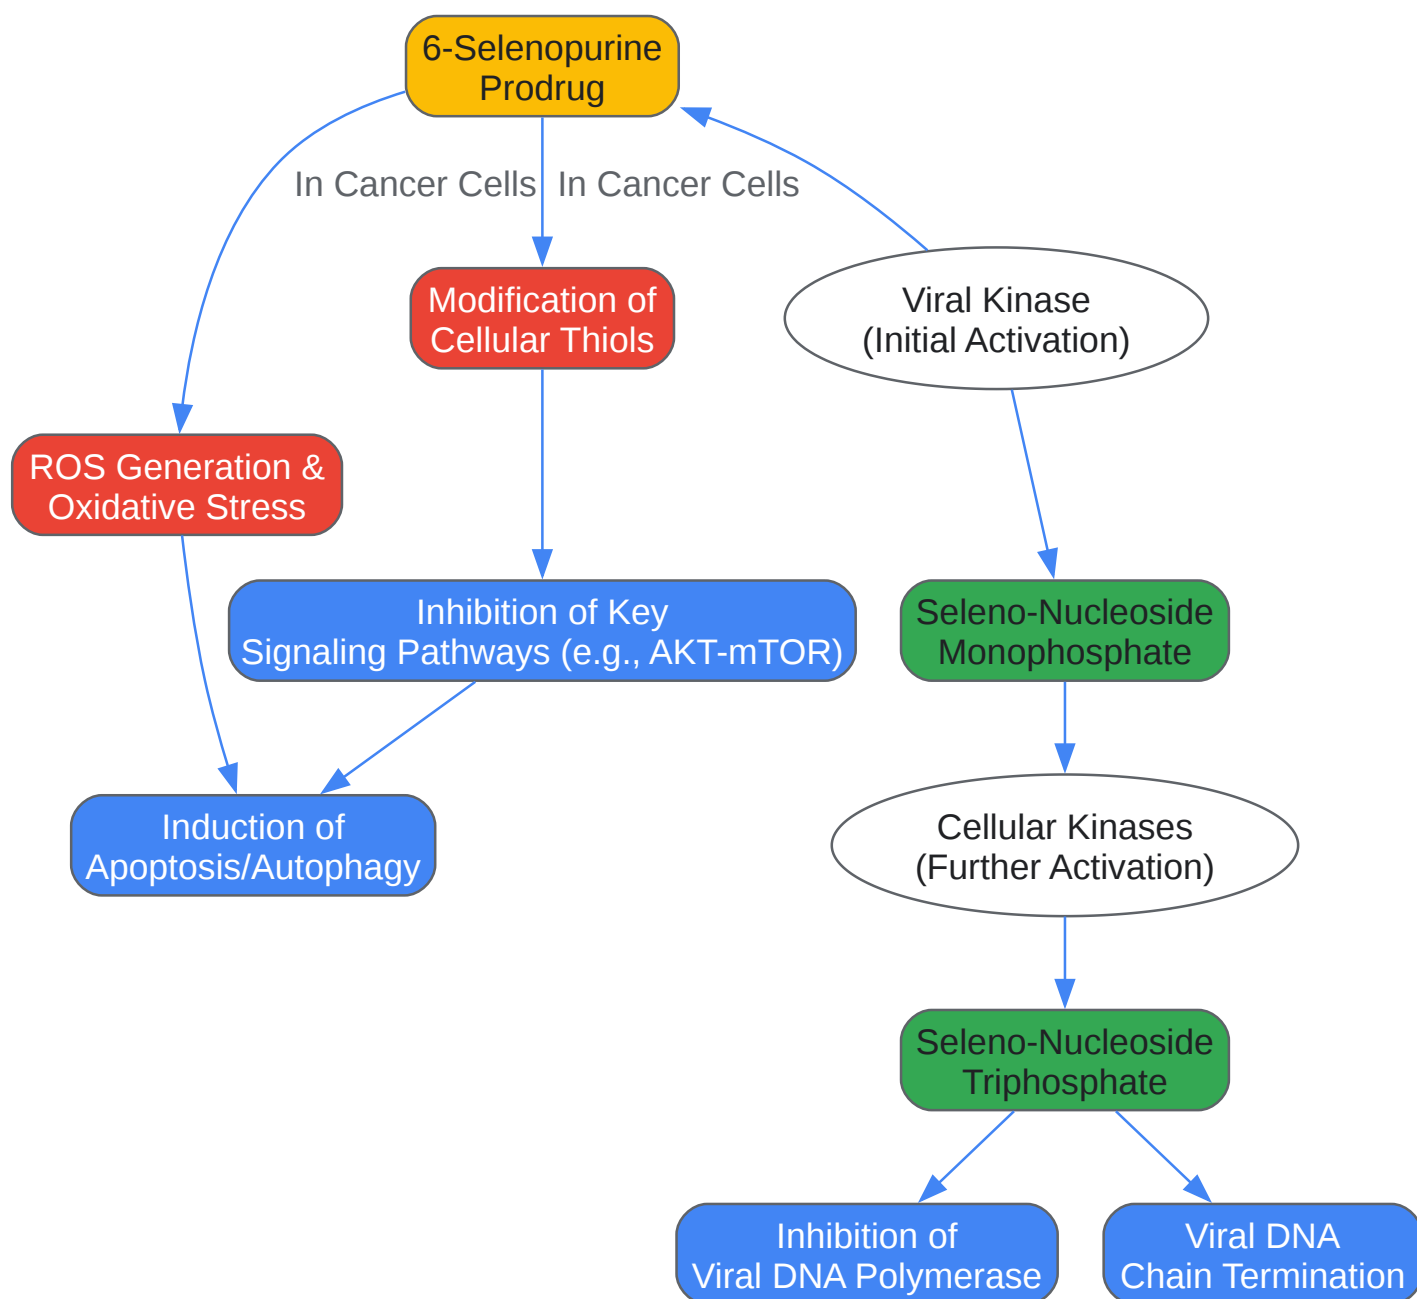 6-Selenopurine
Prodrug
In Cancer Cells
In Cancer Cells
Modification of
Cellular Thiols
Viral Kinase
(Initial Activation)
ROS Generation &
Oxidative Stress
Inhibition of Key
Signaling Pathways (e.g., AKT-mTOR)
Seleno-Nucleoside
Monophosphate
Induction of
Apoptosis/Autophagy
Cellular Kinases
(Further Activation)
Seleno-Nucleoside
Triphosphate
Inhibition of
Viral DNA Polymerase
Viral DNA
Chain Termination